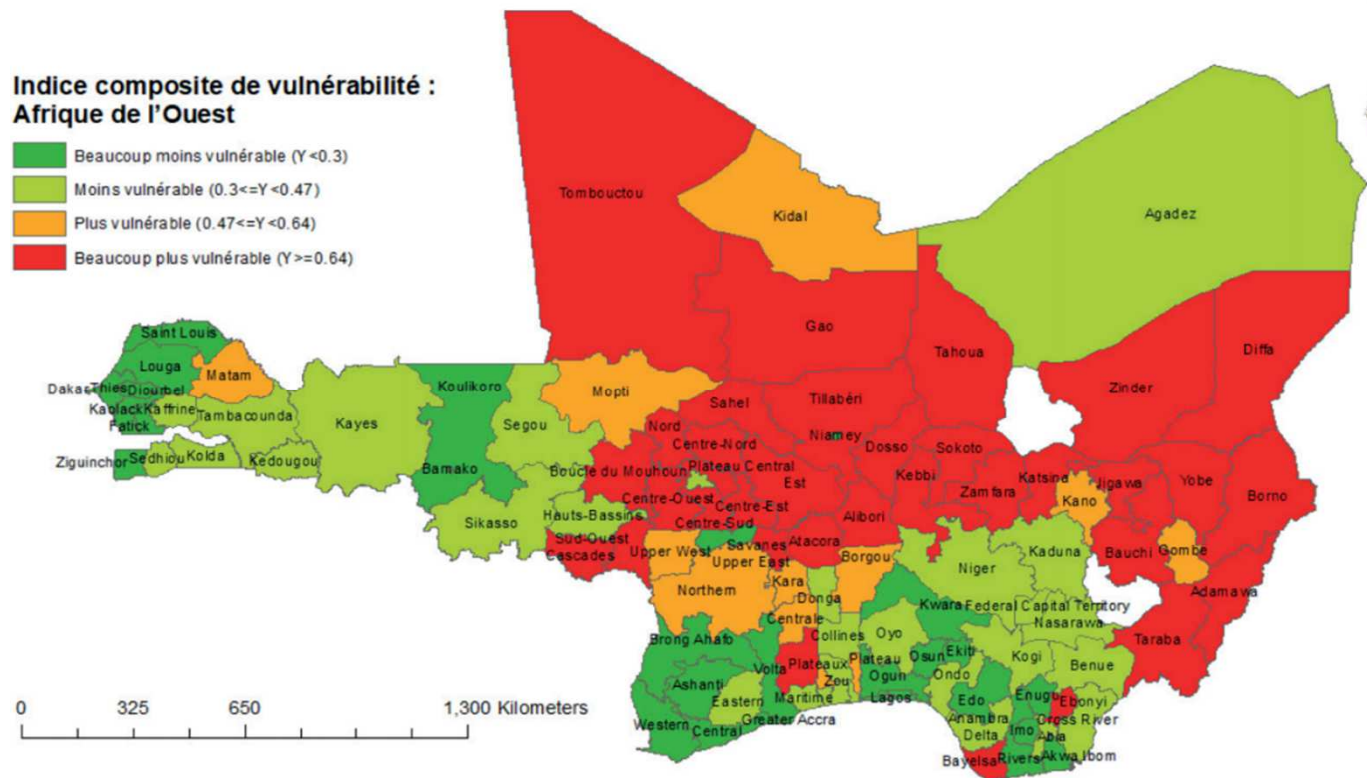 Indice composite de vulnérabilité :
Afrique de l’Ouest
Beaucoup moins vulnérable (Y<0.3)
Moins vulnérable (0.3<=Y<0.47)
Plus vulnérable (0.47<=Y<0.64)
Beaucoup plus vulnérable (Y>=0.64)
Tombouctou
Kidal
Agadez
Gao
Tahoua
Zinder
Diffa
Saint Louis
Louga
Matam
Dakar
Thies
Diourbel
Kaolack
Kaffrine
Fatick
Tambacounda
Ziguinchor
Sedhiou
Kolda
Kedougou
Kayes
Koulikoro
Bamako
Segou
Sikasso
Mopti
Sahel
Tillabéri
Nord
Centre-Nord
Niamey
Dosso
Sokoto
Boucle du Mouhoun
Plateau Central
Est
Kebbi
Zamfara
Katsina
Kano
Jigawa
Yobe
Borno
Centre-Ouest
Centre-Est
Hauts-Bassins
Centre-Sud
Alibori
Sud-Ouest
Cascades
Savanes
Atacora
Upper West
Upper East
Borgou
Niger
Kaduna
Bauchi
Gombe
Adamawa
Northern
Kara
Donga
Centrale
Kwara
Federal Capital Territory
Nasarawa
Taraba
Brong Ahafo
Collines
Oyo
Volta
Plateaux
Plateau
Osun
Ekiti
Kogi
Benue
Ashanti
Zou
Ogun
Ondo
Eastern
Maritime
Lagos
Edo
Enugu
Ebonyi
Western
Central
Greater Accra
Anambra
Cross River
Delta
Imo
Abia
Bayelsa
Rivers
Akwa Ibom
0 325 650 1,300 Kilometers